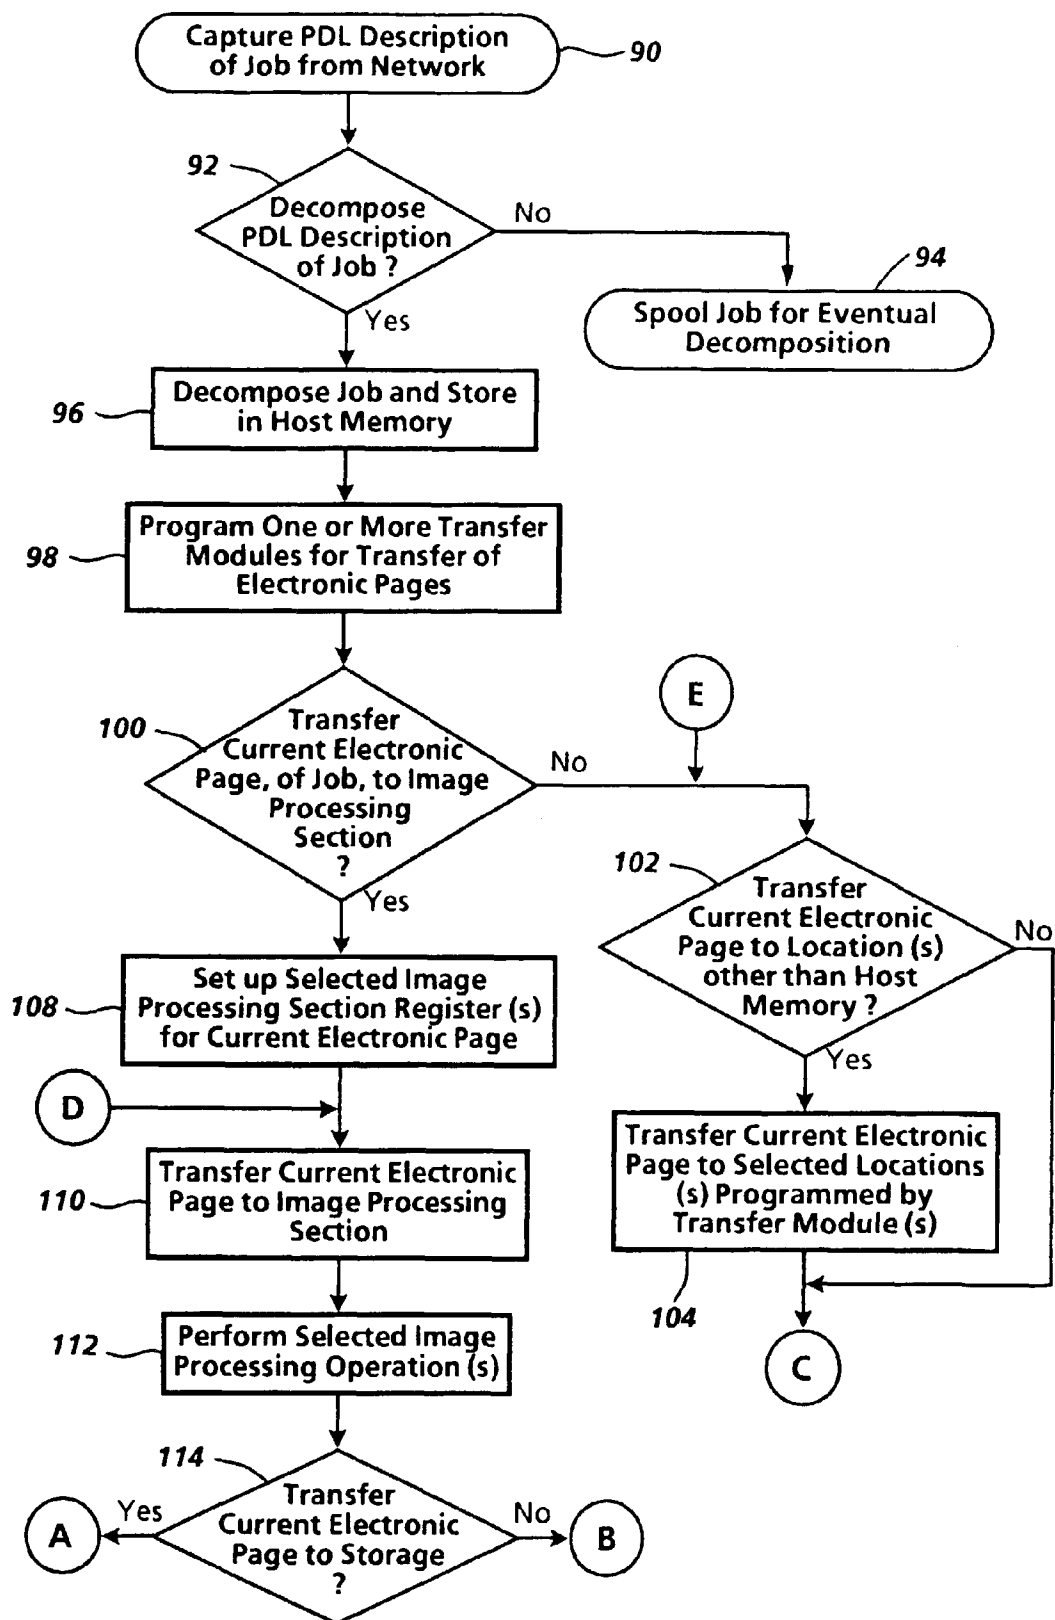 Capture PDL Description
of Job from Network
90
92
Decompose
PDL Description
of Job ?
No
Yes
94
Spool Job for Eventual
Decomposition
96
Decompose Job and Store
in Host Memory
98
Program One or More Transfer
Modules for Transfer of
Electronic Pages
E
100
Transfer
Current Electronic
Page, of Job, to Image
Processing
Section
?
No
Yes
102
Transfer
Current Electronic
Page to Location (s)
other than Host
Memory ?
No
Yes
108
Set up Selected Image
Processing Section Register (s)
for Current Electronic Page
D
110
Transfer Current Electronic
Page to Image Processing
Section
Transfer Current Electronic
Page to Selected Locations
(s) Programmed by
Transfer Module (s)
104
C
112
Perform Selected Image
Processing Operation (s)
114
Transfer
Current Electronic
Page to Storage
?
Yes
A
No
B